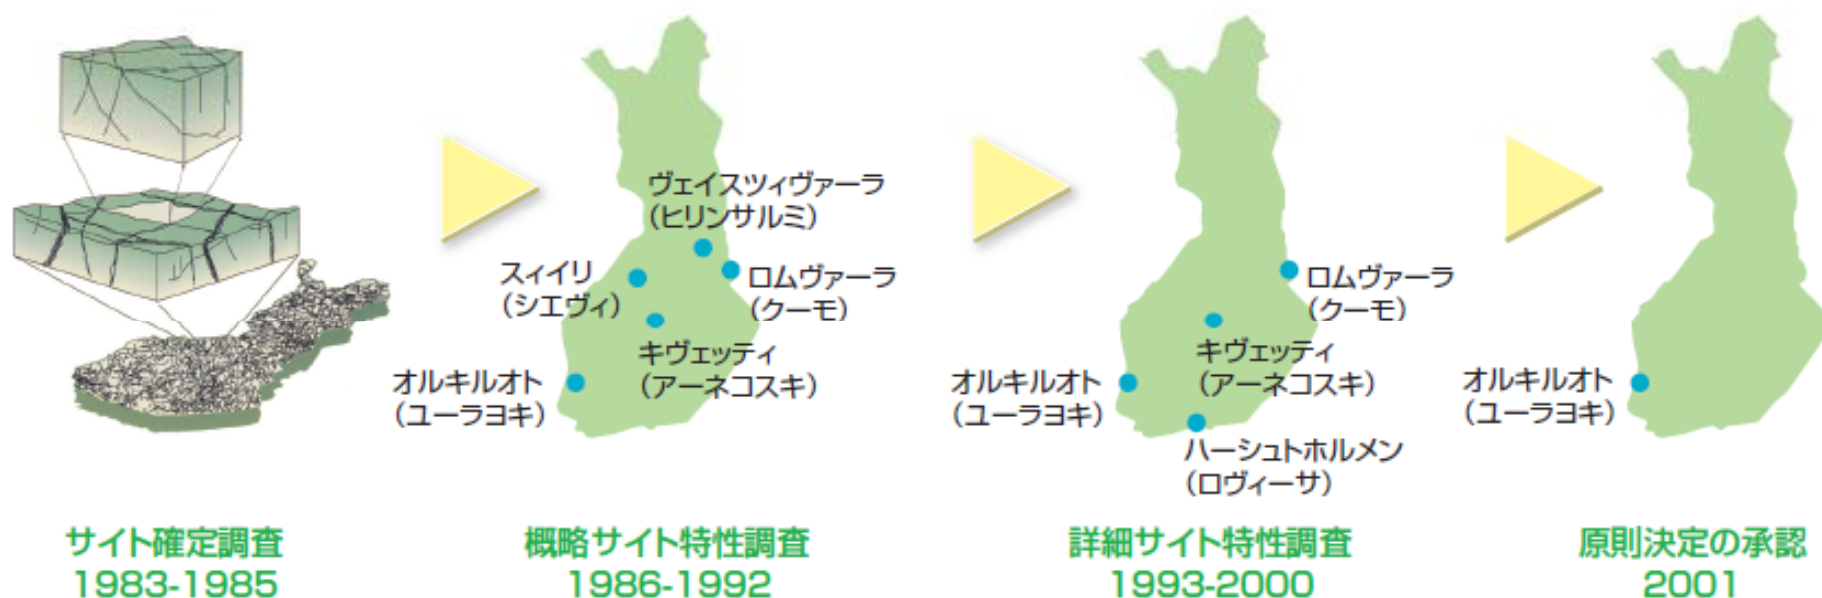 ヴェイスツィヴァーラ
（ヒリンサルミ）
スィイリ
（シエヴィ）
ロムヴァーラ
（クーモ）
キヴェッティ
（アーネコスキ）
オルキルオト
（ユーラヨキ）
ロムヴァーラ
（クーモ）
キヴェッティ
（アーネコスキ）
オルキルオト
（ユーラヨキ）
ハーシュトホルメン
（ロヴィーサ）
オルキルオト
（ユーラヨキ）
サイト確定調査
1983-1985
概略サイト特性調査
1986-1992
詳細サイト特性調査
1993-2000
原則決定の承認
2001